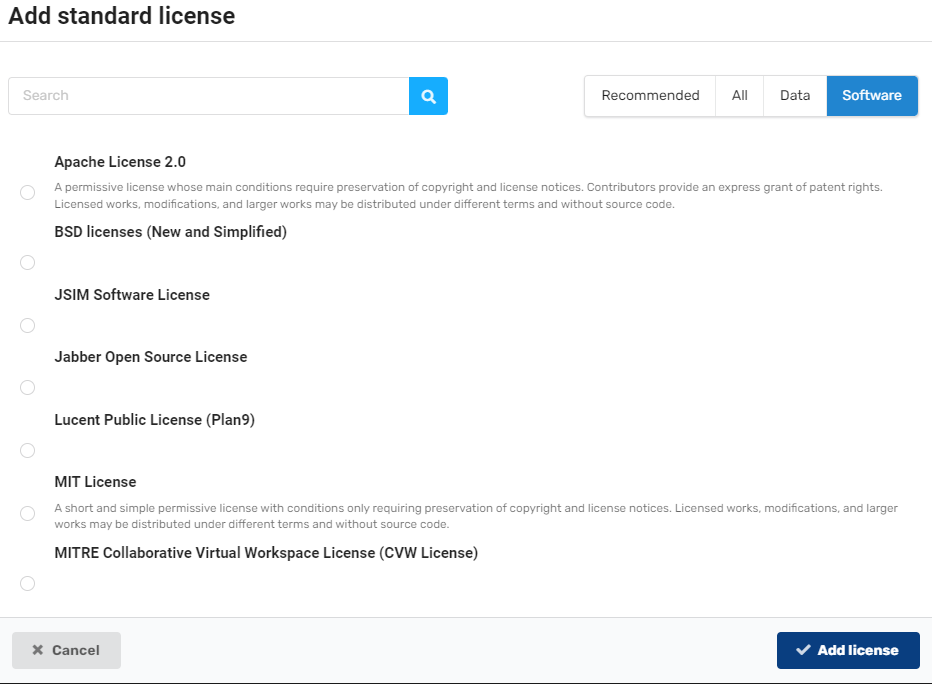 Add standard license
Search
Recommended
All
Data
Software
Apache License 2.0
A permissive license whose main conditions require preservation of copyright and license notices. Contributors provide an express grant of patent rights.
Licensed works, modifications, and larger works may be distributed under different terms and without source code.
BSD licenses (New and Simplified)
JSIM Software License
Jabber Open Source License
Lucent Public License (Plan9)
MIT License
A short and simple permissive license with conditions only requiring preservation of copyright and license notices. Licensed works, modifications, and larger
works may be distributed under different terms and without source code.
MITRE Collaborative Virtual Workspace License (CVW License)
Cancel
Add license